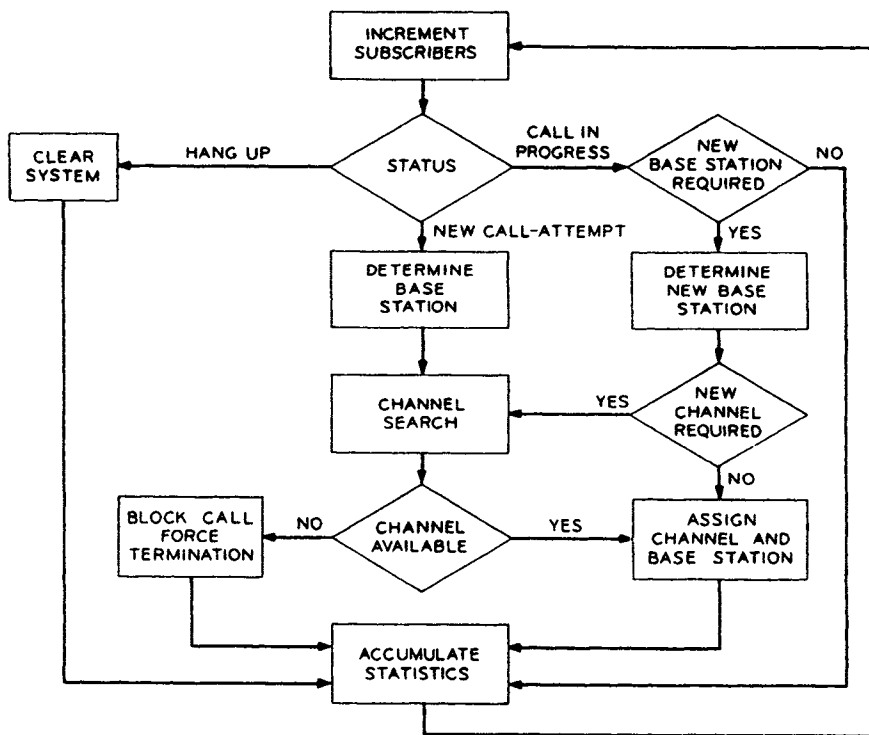 INCREMENT
SUBSCRIBERS
CLEAR
SYSTEM
HANG UP
STATUS
CALL IN
PROGRESS
NEW
BASE STATION
REQUIRED
NO
NEW CALL-ATTEMPT
YES
DETERMINE
BASE
STATION
DETERMINE
NEW BASE
STATION
CHANNEL
SEARCH
YES
NEW
CHANNEL
REQUIRED
NO
BLOCK CALL
FORCE
TERMINATION
NO
CHANNEL
AVAILABLE
YES
ASSIGN
CHANNEL AND
BASE STATION
ACCUMULATE
STATISTICS